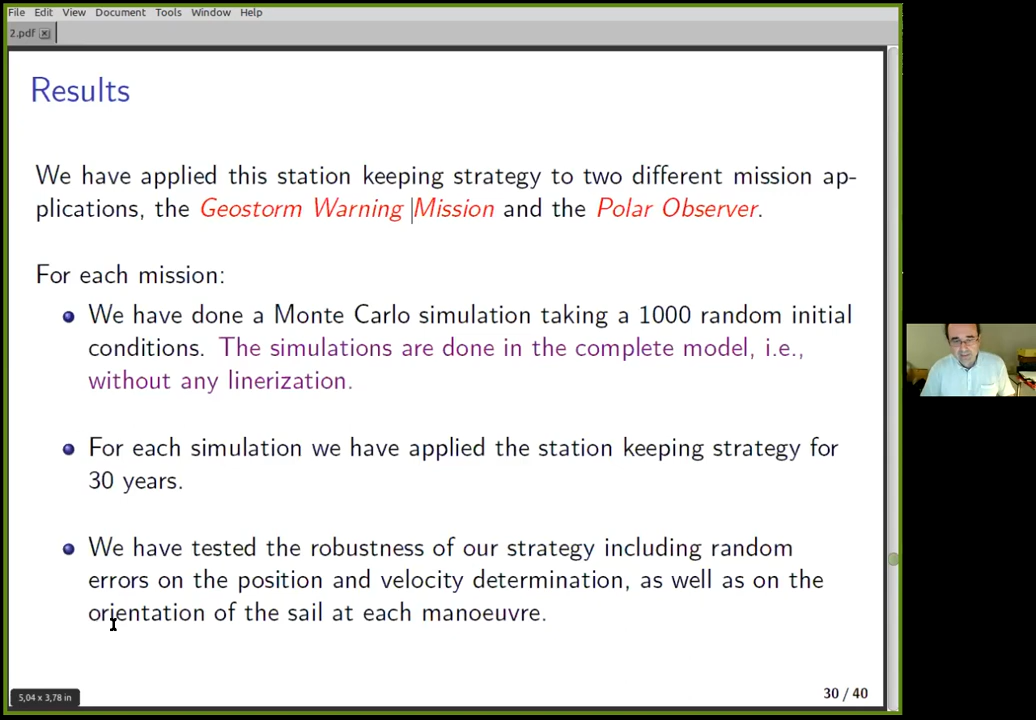 File Edit View Document Tools Window Help
2.pdf
Results
We have applied this station keeping strategy to two different mission ap-
plications, the Geostorm Warning Mission and the Polar Observer.
For each mission:
We have done a Monte Carlo simulation taking a 1000 random initial
conditions. The simulations are done in the complete model, i.e.,
without any linerization.
For each simulation we have applied the station keeping strategy for
30 years.
We have tested the robustness of our strategy including random
errors on the position and velocity determination, as well as on the
orientation of the sail at each manoeuvre.
5,04 x 3,78 in
30 / 40